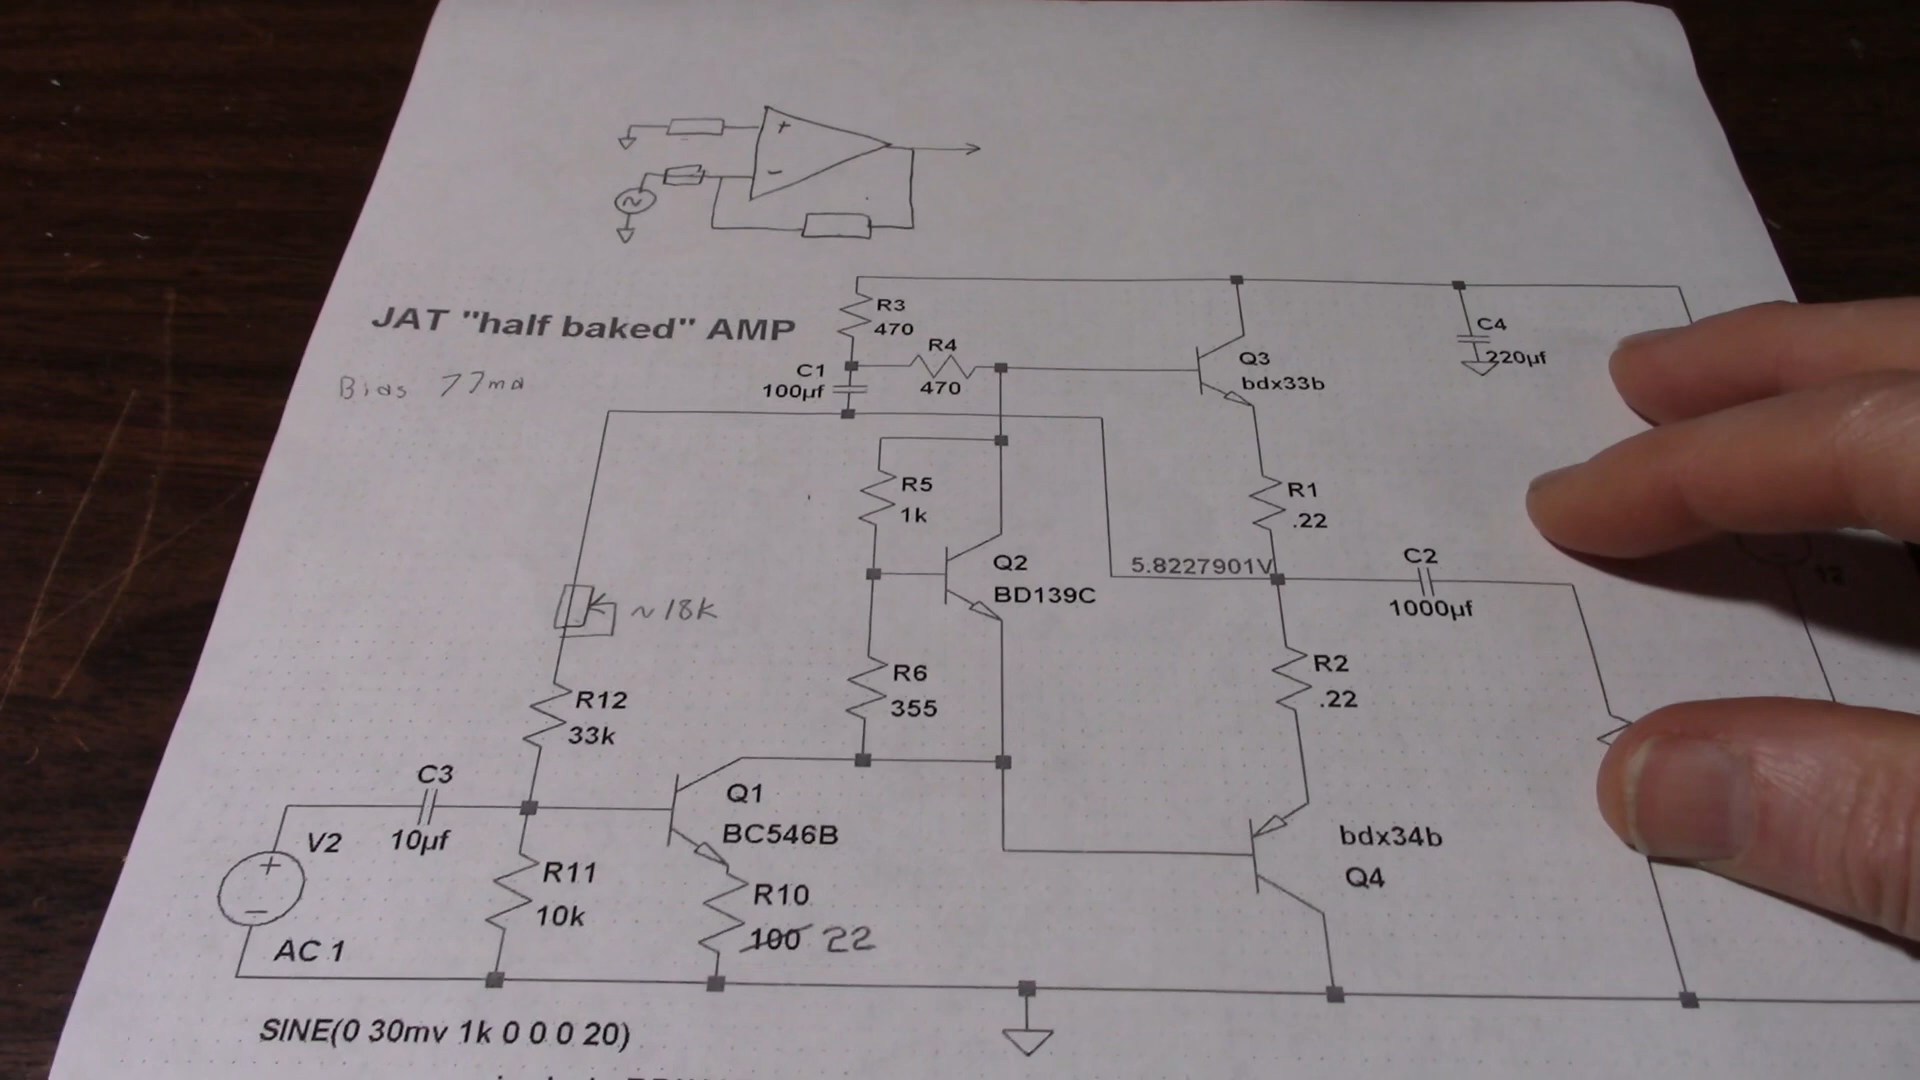 +
-
~
JAT "half baked" AMP
Bias 77ma
R3
470
R4
470
C1
100µf
Q3
bdx33b
C4
220µf
R5
1k
R1
.22
Q2
BD139C
5.8227901V
C2
1000µf
~18k
R12
33k
R6
355
R2
.22
C3
10µf
Q1
BC546B
bdx34b
Q4
V2
+
-
AC 1
R11
10k
R10
100 22
12
SINE(0 30mv 1k 0 0 0 20)